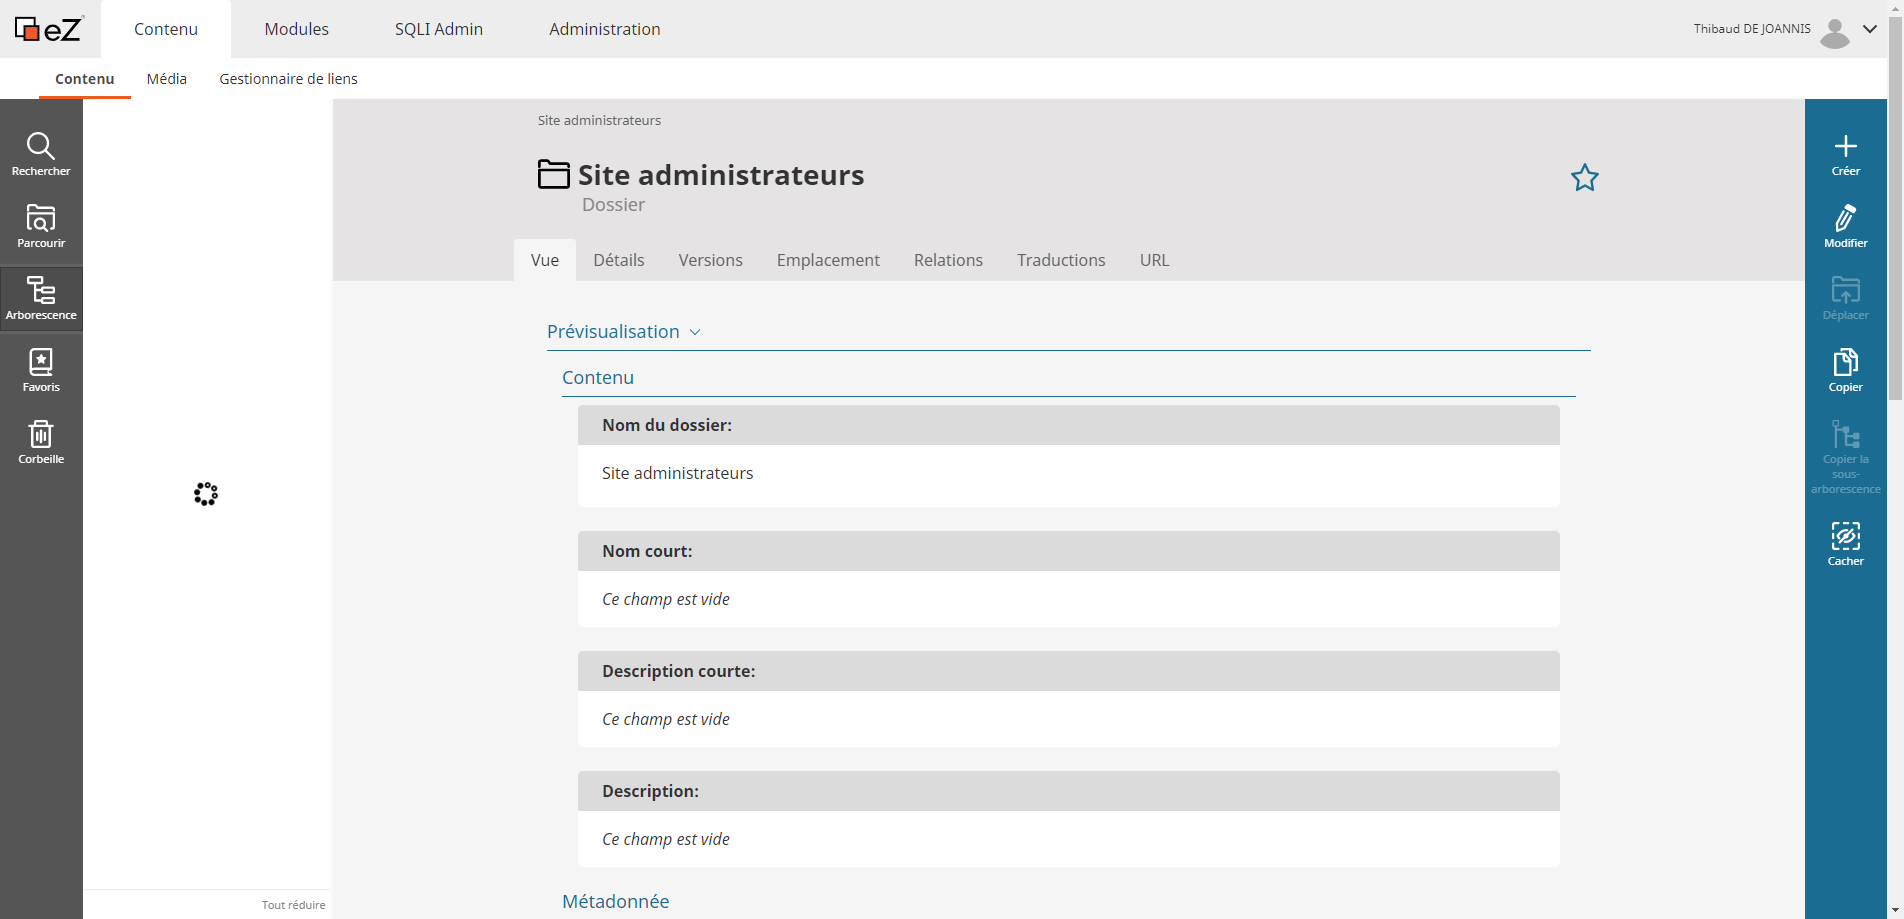 eZ
Contenu
Modules
SQLI Admin
Administration
Thibaud DE JOANNIS
Contenu
Média
Gestionnaire de liens
Rechercher
Parcourir
Arborescence
Favoris
Corbeille
Tout réduire
Site administrateurs
Site administrateurs
Dossier
Vue
Détails
Versions
Emplacement
Relations
Traductions
URL
Prévisualisation
Contenu
Nom du dossier:
Site administrateurs
Nom court:
Ce champ est vide
Description courte:
Ce champ est vide
Description:
Ce champ est vide
Métadonnée
Créer
Modifier
Déplacer
Copier
Copier la
sous-
arborescence
Cacher